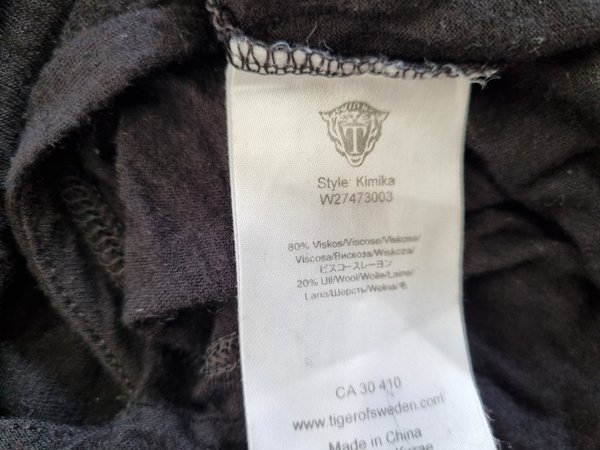 Style: Kimika
W27473003
80% Viskos/Viscose/Viskose/
Viscosa/Вискоза/Wiskoza/
ビスコースレーヨン
20% Ull/Wool/Wolle/Laine/
Lana/Шерсть/Wełna/毛
CA 30 410
www.tigerofsweden.com/
Made in China